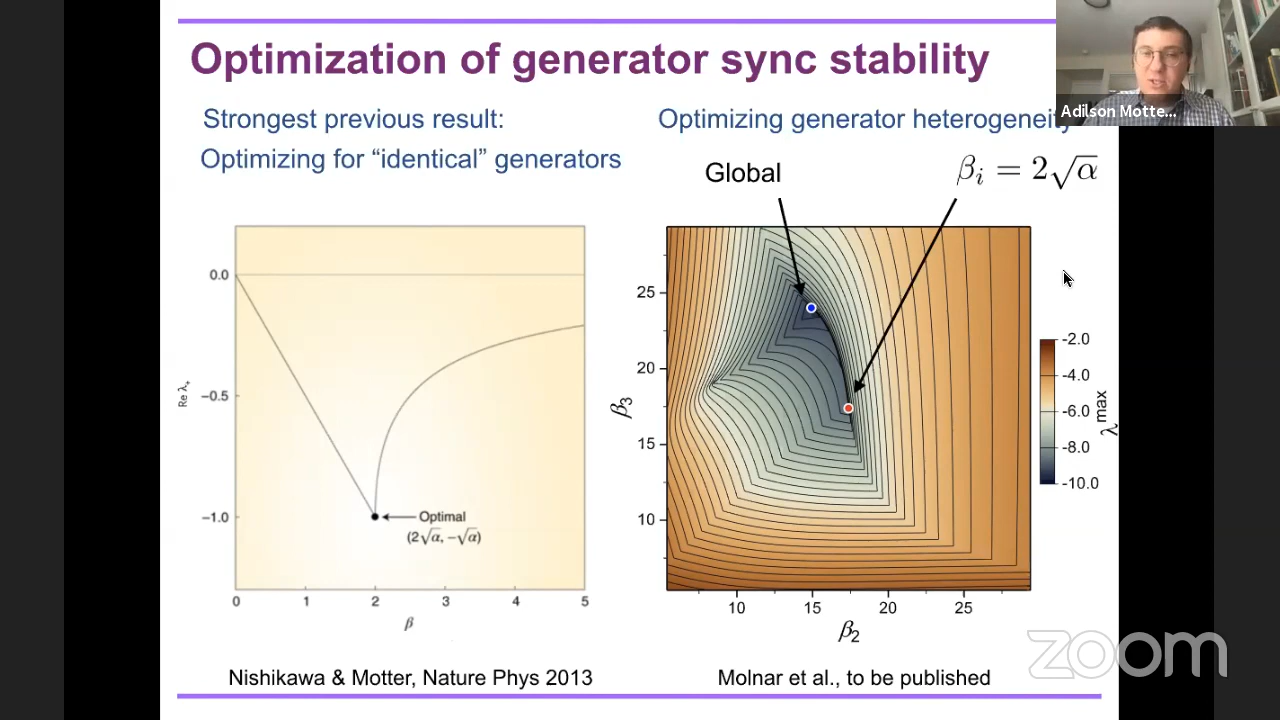 Optimization of generator sync stability
Adilson Motte...
Strongest previous result:
Optimizing for “identical” generators
Optimizing generator heterogeneity
Global
βᵢ = 2√α
0.0
−0.5
−1.0
Re λ₊
Optimal
(2√α, −√α)
0
1
2
3
4
5
β
25
20
15
10
β₃
10
15
20
25
β₂
-2.0
-4.0
-6.0
-8.0
-10.0
λᵐᵃˣ
zoom
Nishikawa & Motter, Nature Phys 2013
Molnar et al., to be published